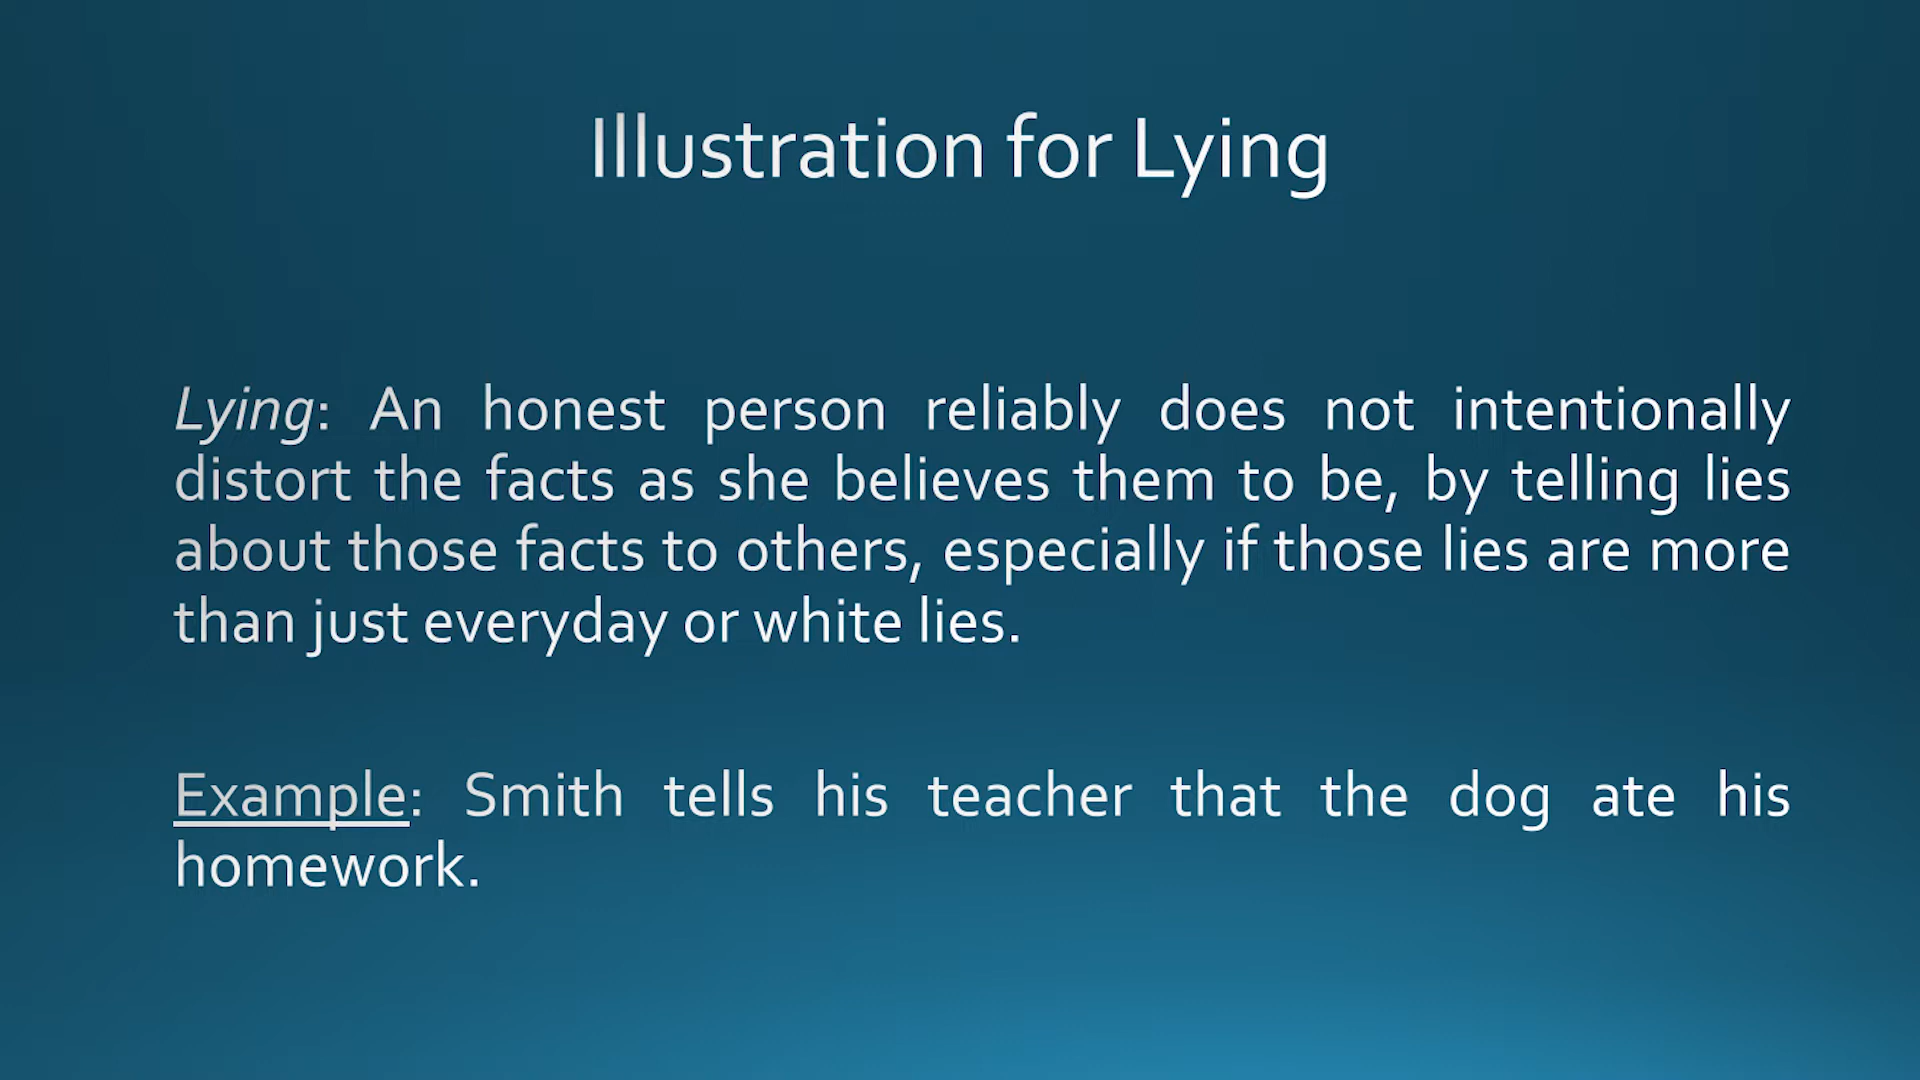 Illustration for Lying
Lying: An honest person reliably does not intentionally
distort the facts as she believes them to be, by telling lies
about those facts to others, especially if those lies are more
than just everyday or white lies.
Example: Smith tells his teacher that the dog ate his
homework.